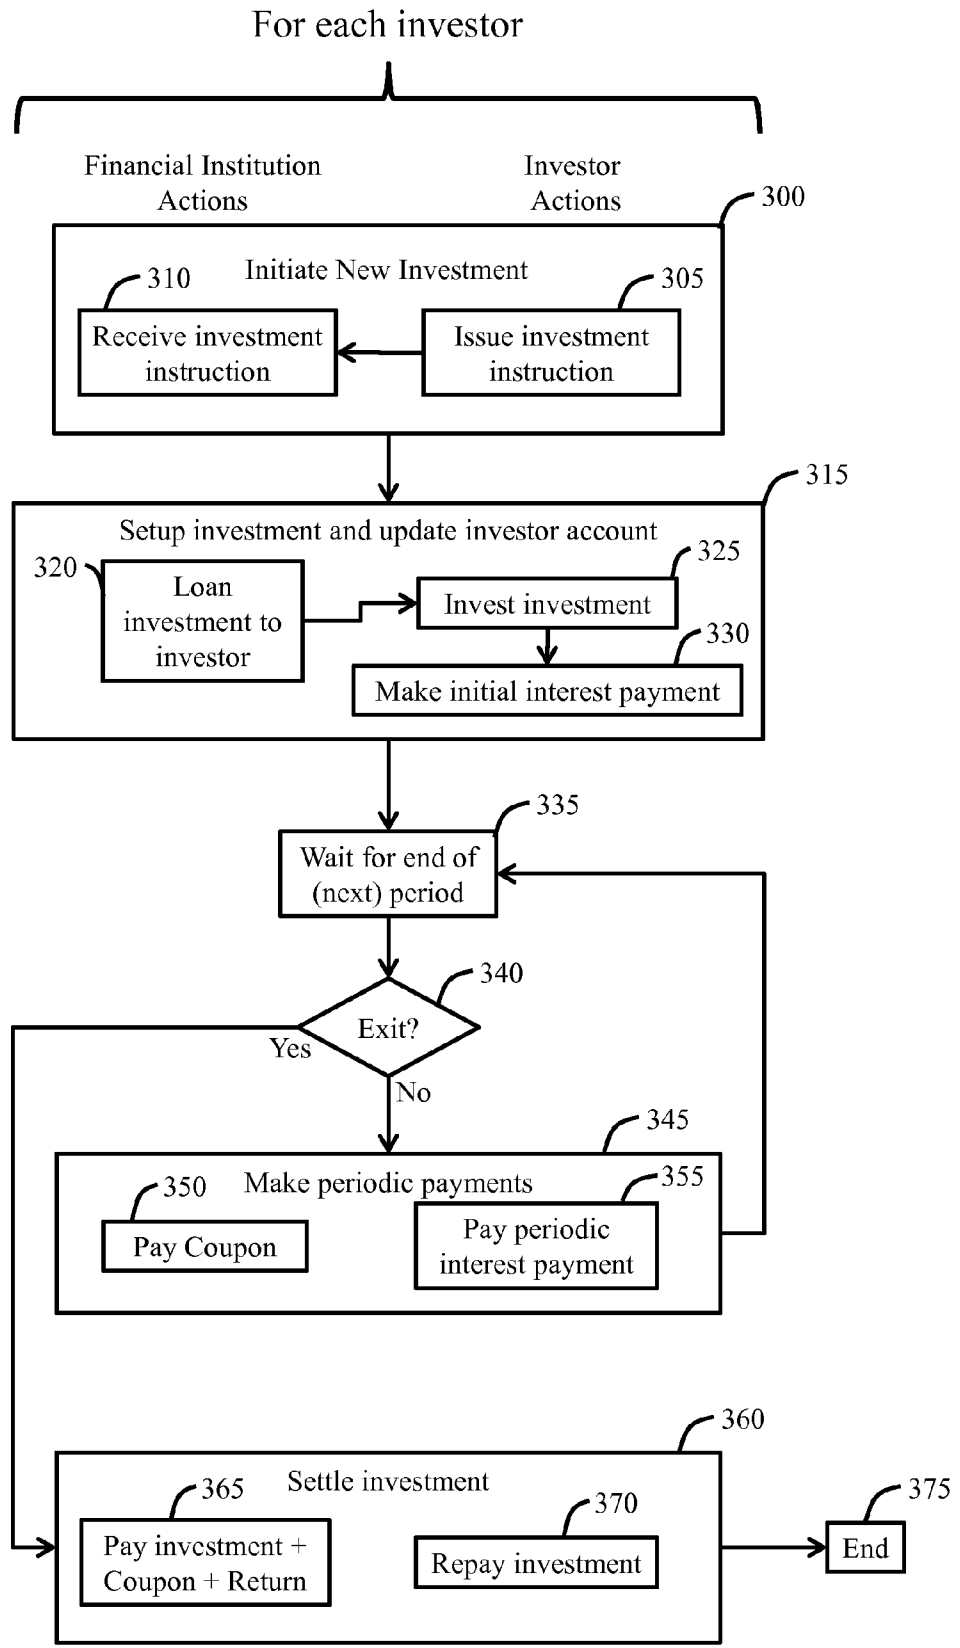 For each investor
Financial Institution
Actions
Investor
Actions
300
Initiate New Investment
310
305
Receive investment
instruction
Issue investment
instruction
315
Setup investment and update investor account
320
325
Loan
investment to
investor
Invest investment
330
Make initial interest payment
335
Wait for end of
(next) period
340
Exit?
Yes
No
345
Make periodic payments
350
355
Pay Coupon
Pay periodic
interest payment
360
Settle investment
365
370
375
Pay investment +
Coupon + Return
Repay investment
End